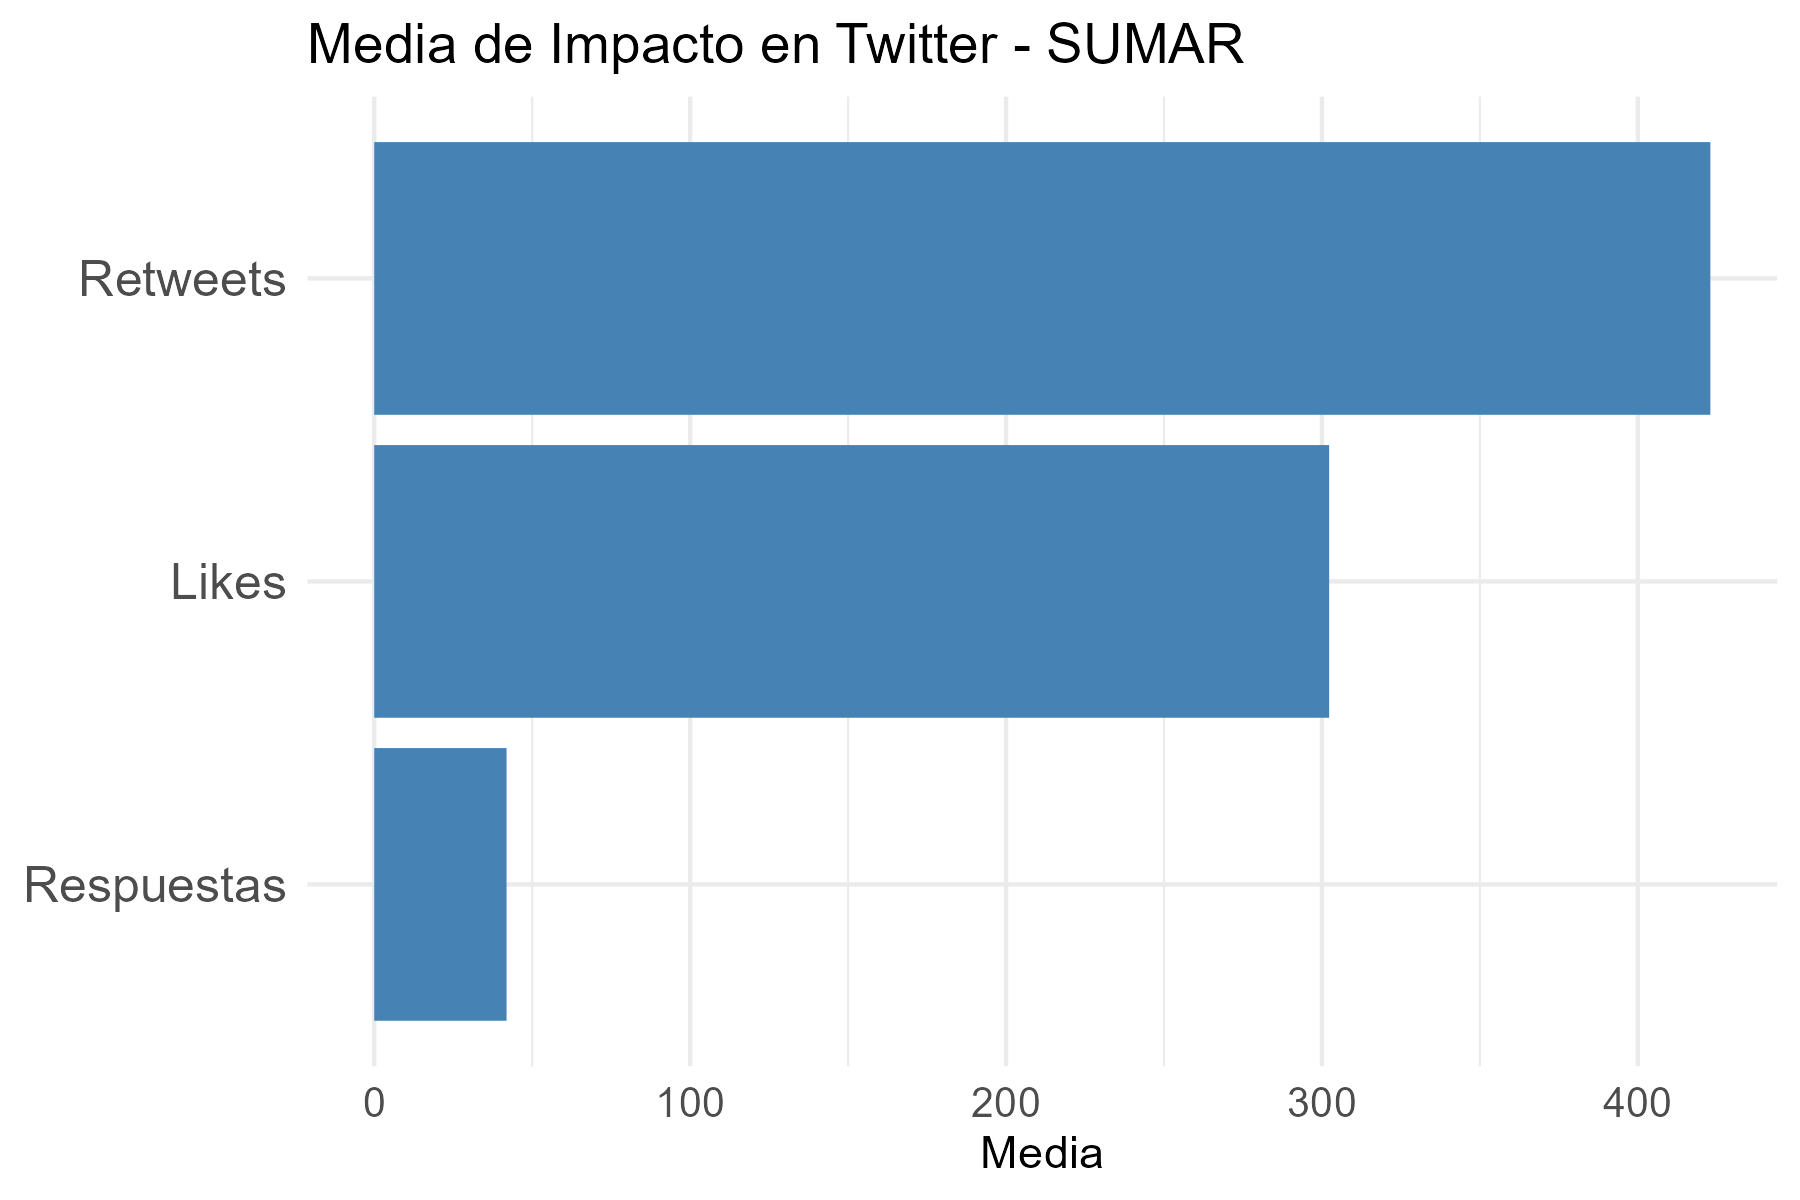 Media de Impacto en Twitter - SUMAR
Retweets
Likes
Respuestas
0 100 200 300 400
Media